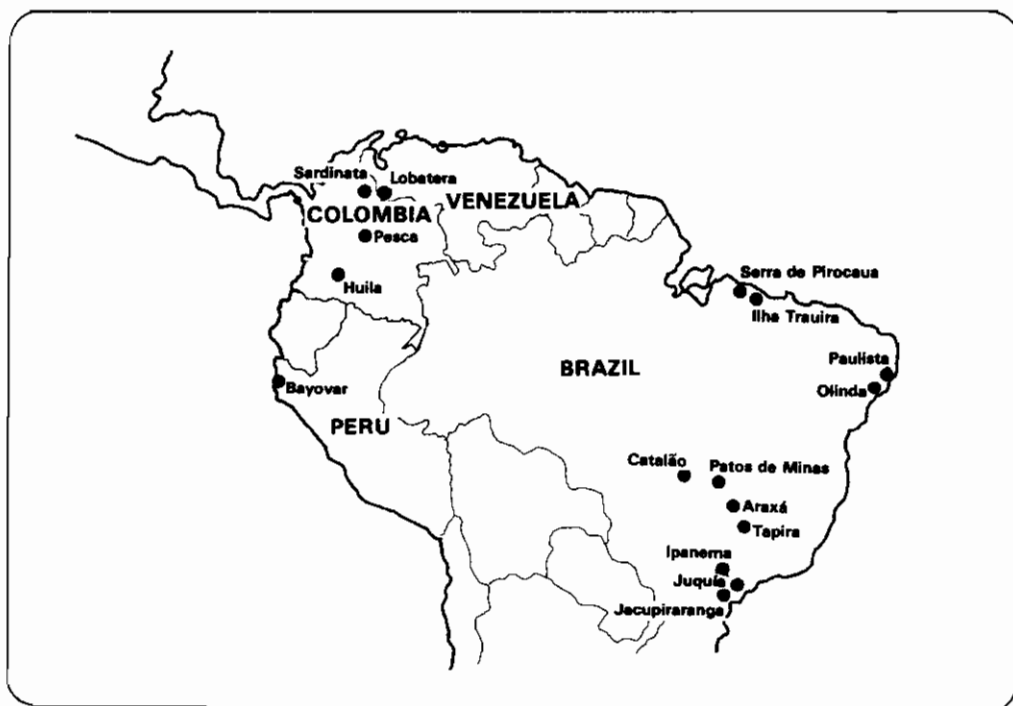 Sardinata
Lobatera
VENEZUELA
COLOMBIA
Pesca
Huila
Serra de Pirocaua
Ilha Trauira
Bayovar
BRAZIL
Paulista
Olinda
PERU
Catalão
Patos de Minas
Araxá
Tapira
Ipanema
Juquiá
Jacupiraranga